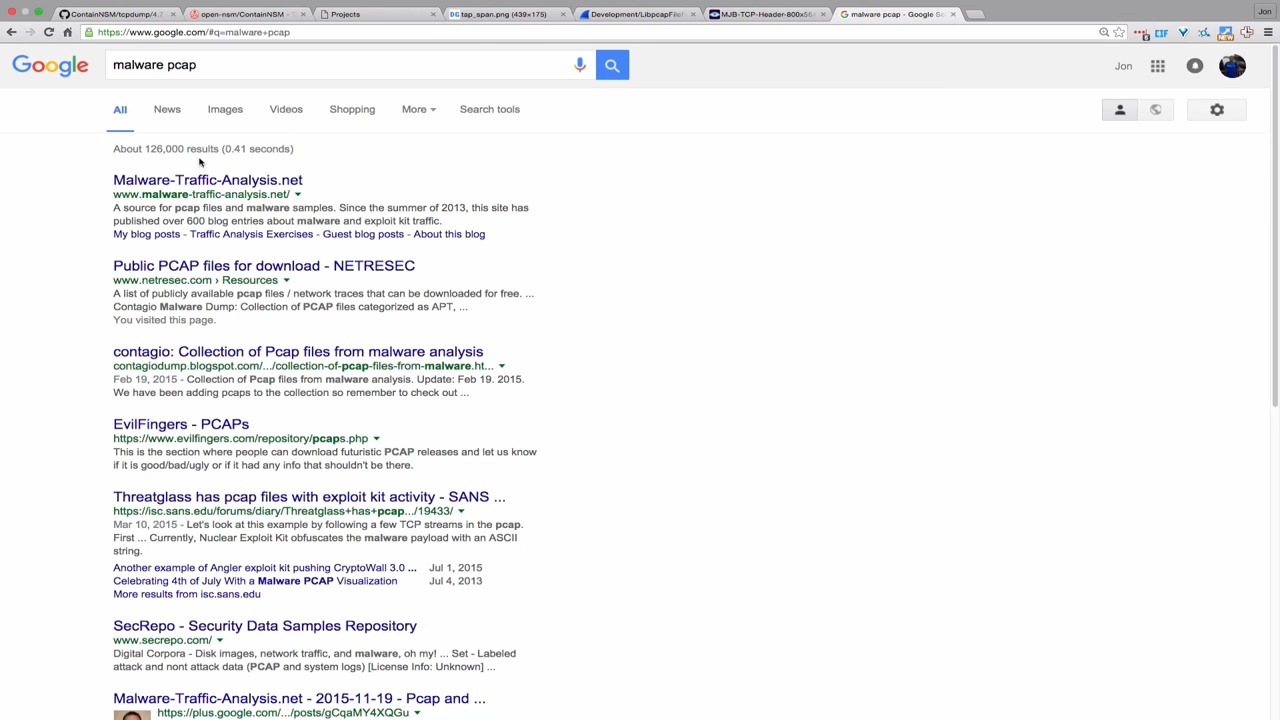 ContainNSM/tcpdump/4.7
open-nsm/ContainNSM
Projects
tap_span.png (439×175)
Development/LibpcapFileF
MJB-TCP-Header-800x564
malware pcap - Google Se
Jon
https://www.google.com/#q=malware+pcap
CIF
NEW
Google
malware pcap
Jon
All
News
Images
Videos
Shopping
More
Search tools
About 126,000 results (0.41 seconds)
Malware-Traffic-Analysis.net
www.malware-traffic-analysis.net/
A source for pcap files and malware samples. Since the summer of 2013, this site has
published over 600 blog entries about malware and exploit kit traffic.
My blog posts - Traffic Analysis Exercises - Guest blog posts - About this blog
Public PCAP files for download - NETRESEC
www.netresec.com › Resources
A list of publicly available pcap files / network traces that can be downloaded for free. ...
Contagio Malware Dump: Collection of PCAP files categorized as APT, ...
You visited this page.
contagio: Collection of Pcap files from malware analysis
contagiodump.blogspot.com/.../collection-of-pcap-files-from-malware.ht...
Feb 19, 2015 - Collection of Pcap files from malware analysis. Update: Feb 19. 2015.
We have been adding pcaps to the collection so remember to check out ...
EvilFingers - PCAPs
https://www.evilfingers.com/repository/pcaps.php
This is the section where people can download futuristic PCAP releases and let us know
if it is good/bad/ugly or if it had any info that shouldn't be there.
Threatglass has pcap files with exploit kit activity - SANS ...
https://isc.sans.edu/forums/diary/Threatglass+has+pcap.../19433/
Mar 10, 2015 - Let's look at this example by following a few TCP streams in the pcap.
First ... Currently, Nuclear Exploit Kit obfuscates the malware payload with an ASCII
string.
Another example of Angler exploit kit pushing CryptoWall 3.0 ... Jul 1, 2015
Celebrating 4th of July With a Malware PCAP Visualization Jul 4, 2013
More results from isc.sans.edu
SecRepo - Security Data Samples Repository
www.secrepo.com/
Digital Corpora - Disk images, network traffic, and malware, oh my! ... Set - Labeled
attack and nont attack data (PCAP and system logs) [License Info: Unknown] ...
Malware-Traffic-Analysis.net - 2015-11-19 - Pcap and ...
https://plus.google.com/.../posts/gCqaMY4XQGu